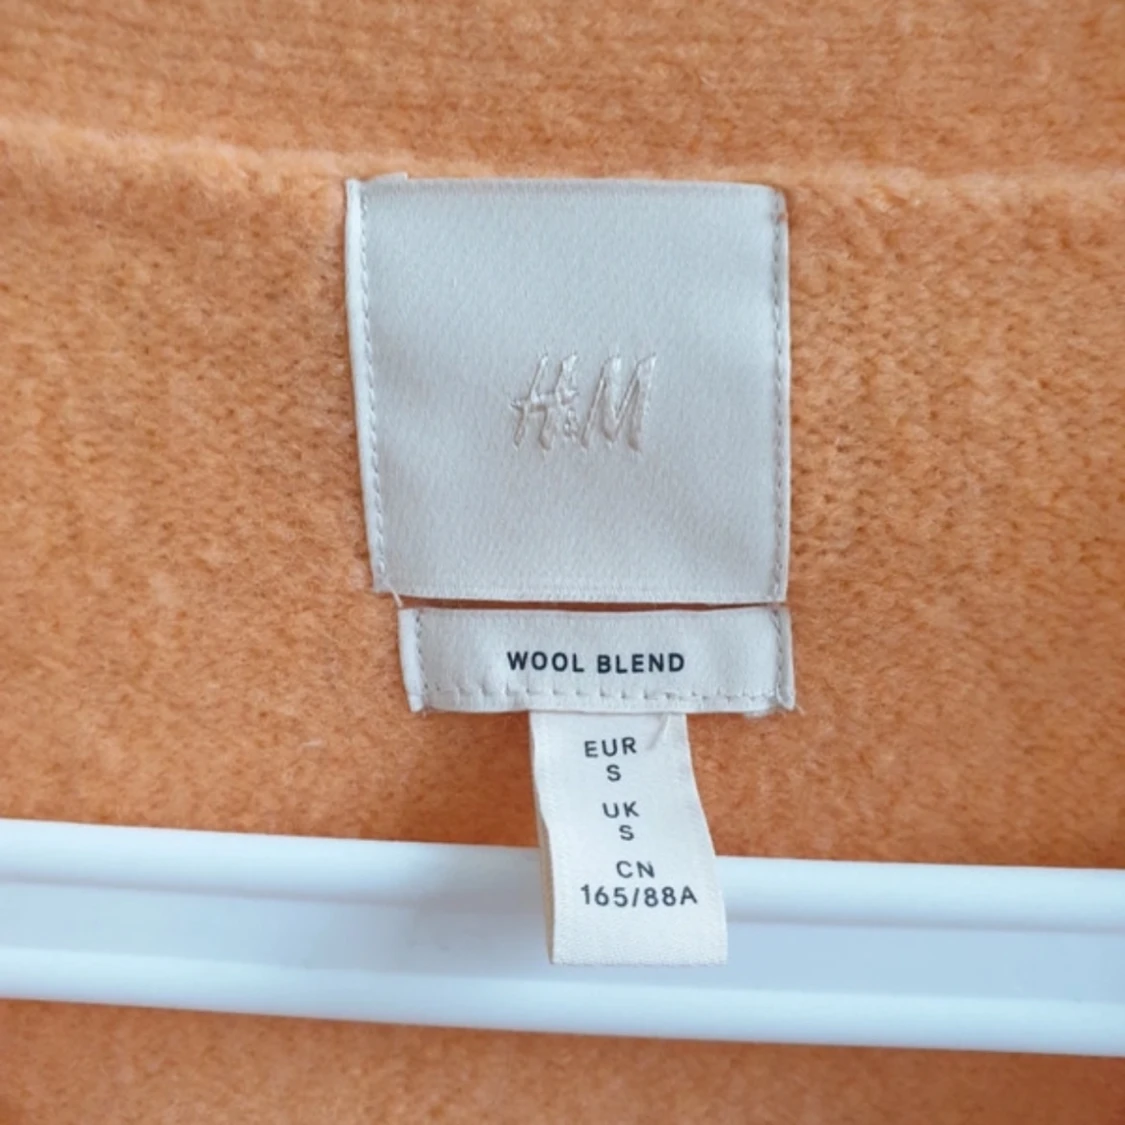 H&M
WOOL BLEND
EUR
S
UK
S
CN
165/88A